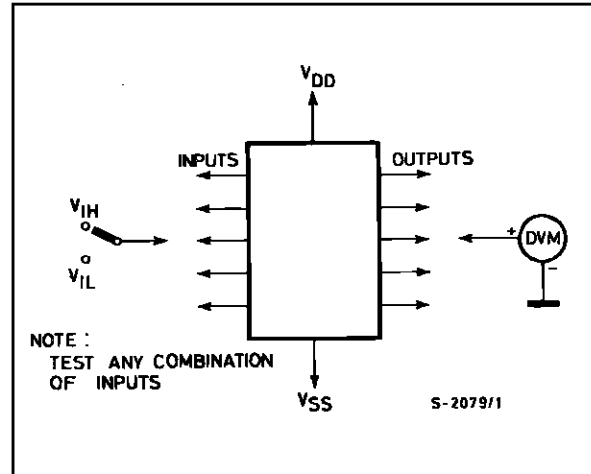 VDD
INPUTS
OUTPUTS
VIH
VIL
+
DVM
-
NOTE :
TEST ANY COMBINATION
OF INPUTS
VSS
S-2079/1